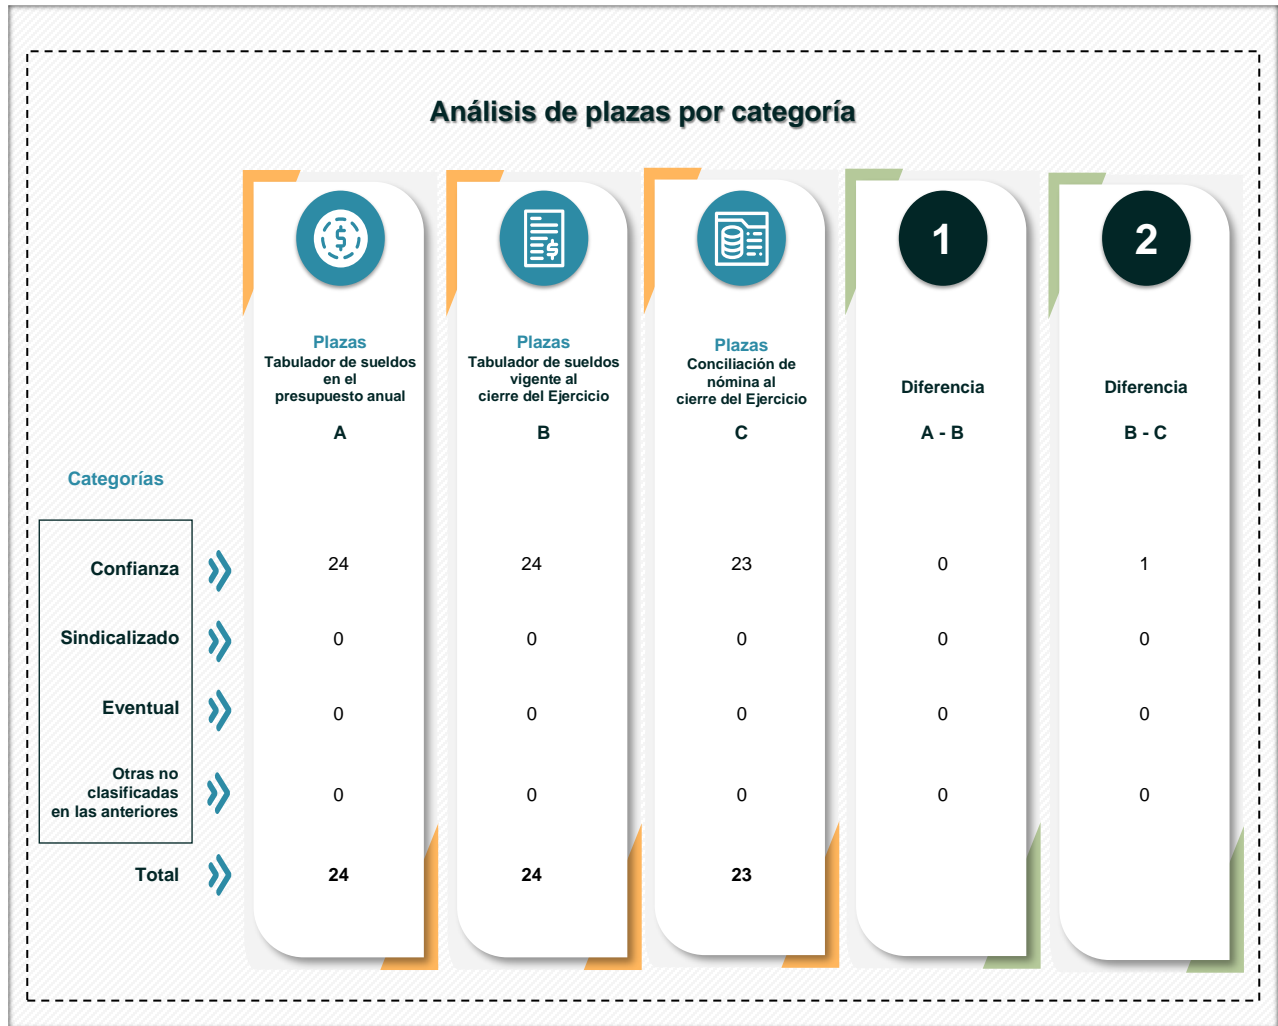 Análisis de plazas por categoría
1
2
Plazas
Tabulador de sueldos
en el
presupuesto anual
A
Plazas
Tabulador de sueldos
vigente al
cierre del Ejercicio
B
Plazas
Conciliación de
nómina al
cierre del Ejercicio
C
Diferencia
A - B
Diferencia
B - C
Categorías
Confianza 24 24 23 0 1
Sindicalizado 0 0 0 0 0
Eventual 0 0 0 0 0
Otras no
clasificadas
en las anteriores
0 0 0 0 0
Total 24 24 23